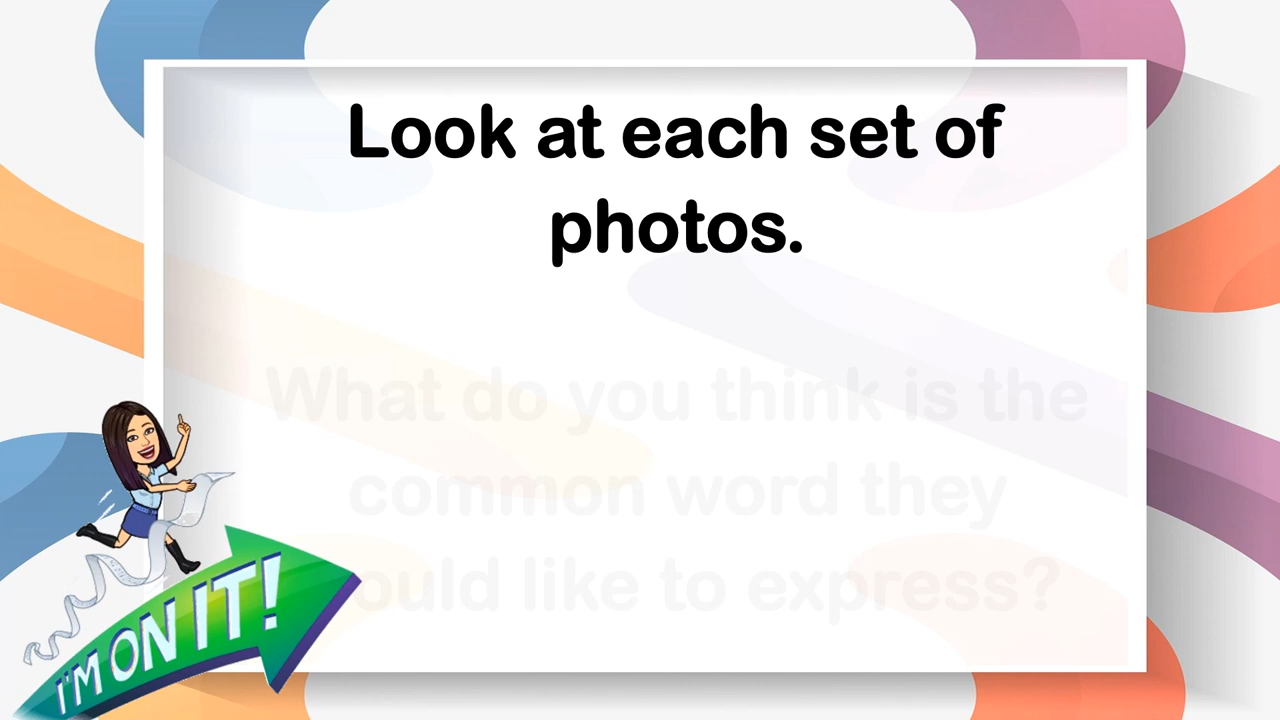 Look at each set of
photos.
What do you think is the
common word they
would like to express?
I'M ON IT!